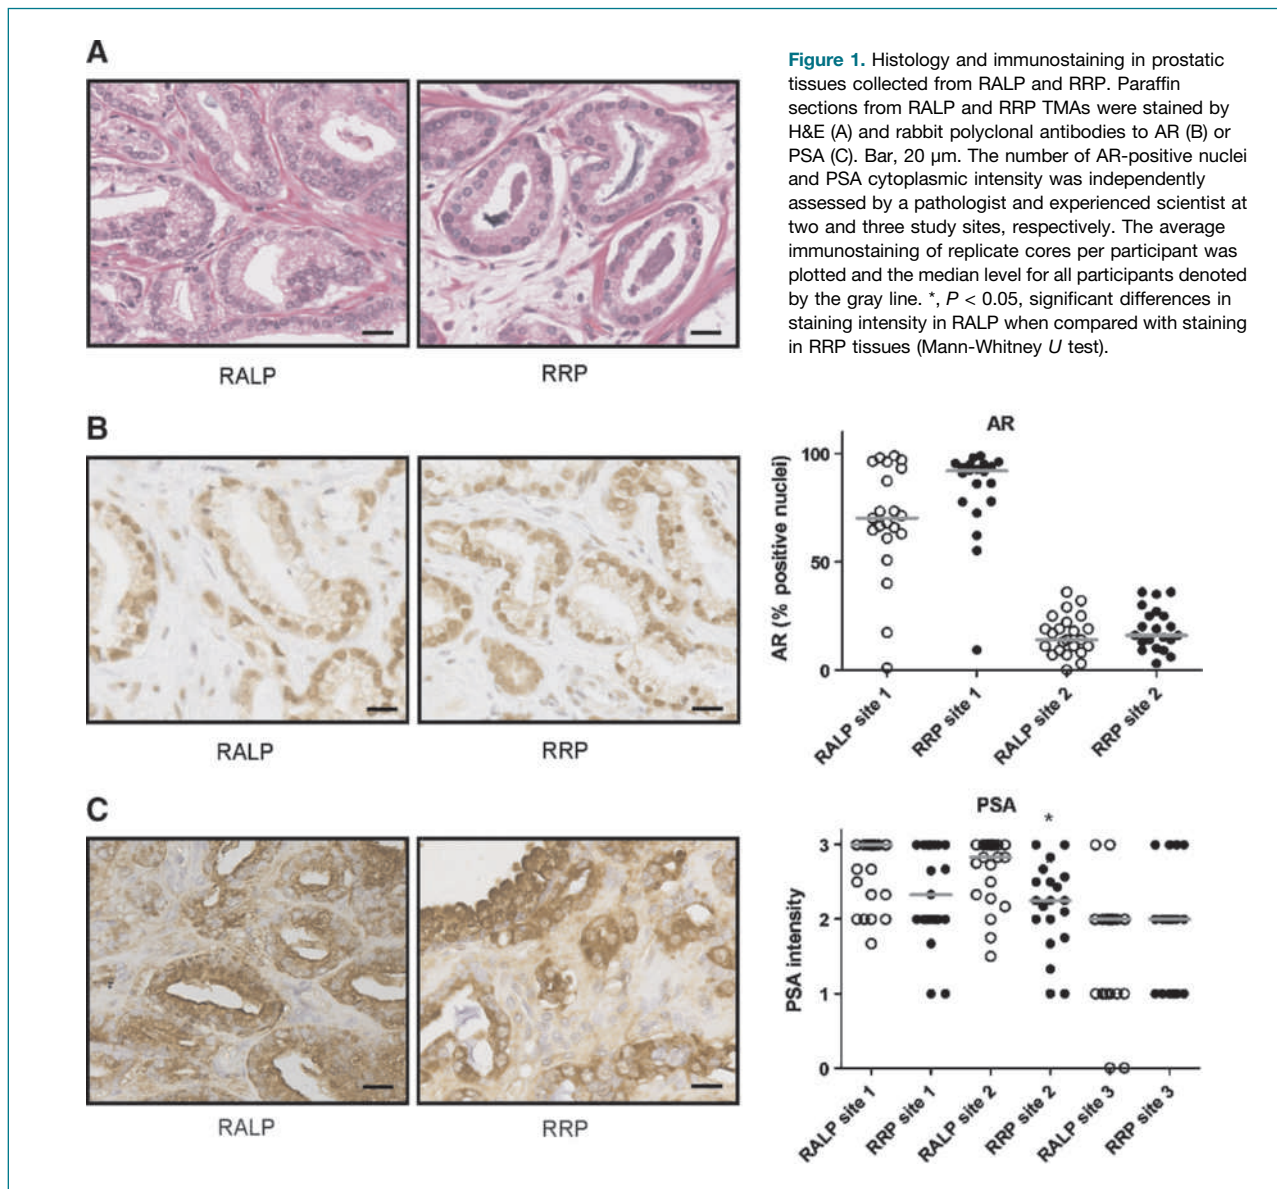 A
RALP
RRP
Figure 1. Histology and immunostaining in prostatic
tissues collected from RALP and RRP. Paraffin
sections from RALP and RRP TMAs were stained by
H&E (A) and rabbit polyclonal antibodies to AR (B) or
PSA (C). Bar, 20 μm. The number of AR-positive nuclei
and PSA cytoplasmic intensity was independently
assessed by a pathologist and experienced scientist at
two and three study sites, respectively. The average
immunostaining of replicate cores per participant was
plotted and the median level for all participants denoted
by the gray line. *, P < 0.05, significant differences in
staining intensity in RALP when compared with staining
in RRP tissues (Mann-Whitney U test).
B
RALP
RRP
AR
AR (% positive nuclei)
100
50
0
RALP site 1
RRP site 1
RALP site 2
RRP site 2
C
RALP
RRP
PSA
*
PSA intensity
3
2
1
0
RALP site 1
RRP site 1
RALP site 2
RRP site 2
RALP site 3
RRP site 3